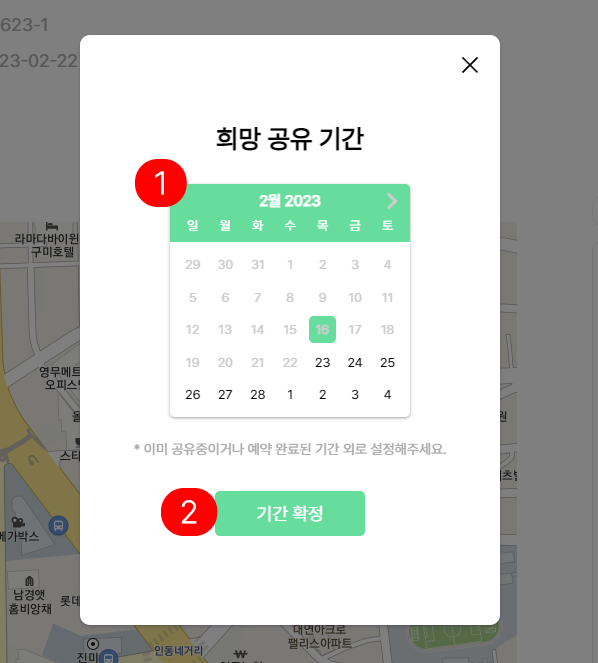 623-1
23-02-22
희망 공유 기간
1
2월 2023
일 월 화 수 목 금 토
29 30 31 1 2 3 4
5 6 7 8 9 10 11
12 13 14 15 16 17 18
19 20 21 22 23 24 25
26 27 28 1 2 3 4
* 이미 공유중이거나 예약 완료된 기간 외로 설정해주세요.
2
기간 확정
라마다바이윈
구미호텔
영무메트
오피스
스타
메가박스
남경앳
홈비앙채
롯데
진미
인동네거리
대연아크로
팰리스아파트
원